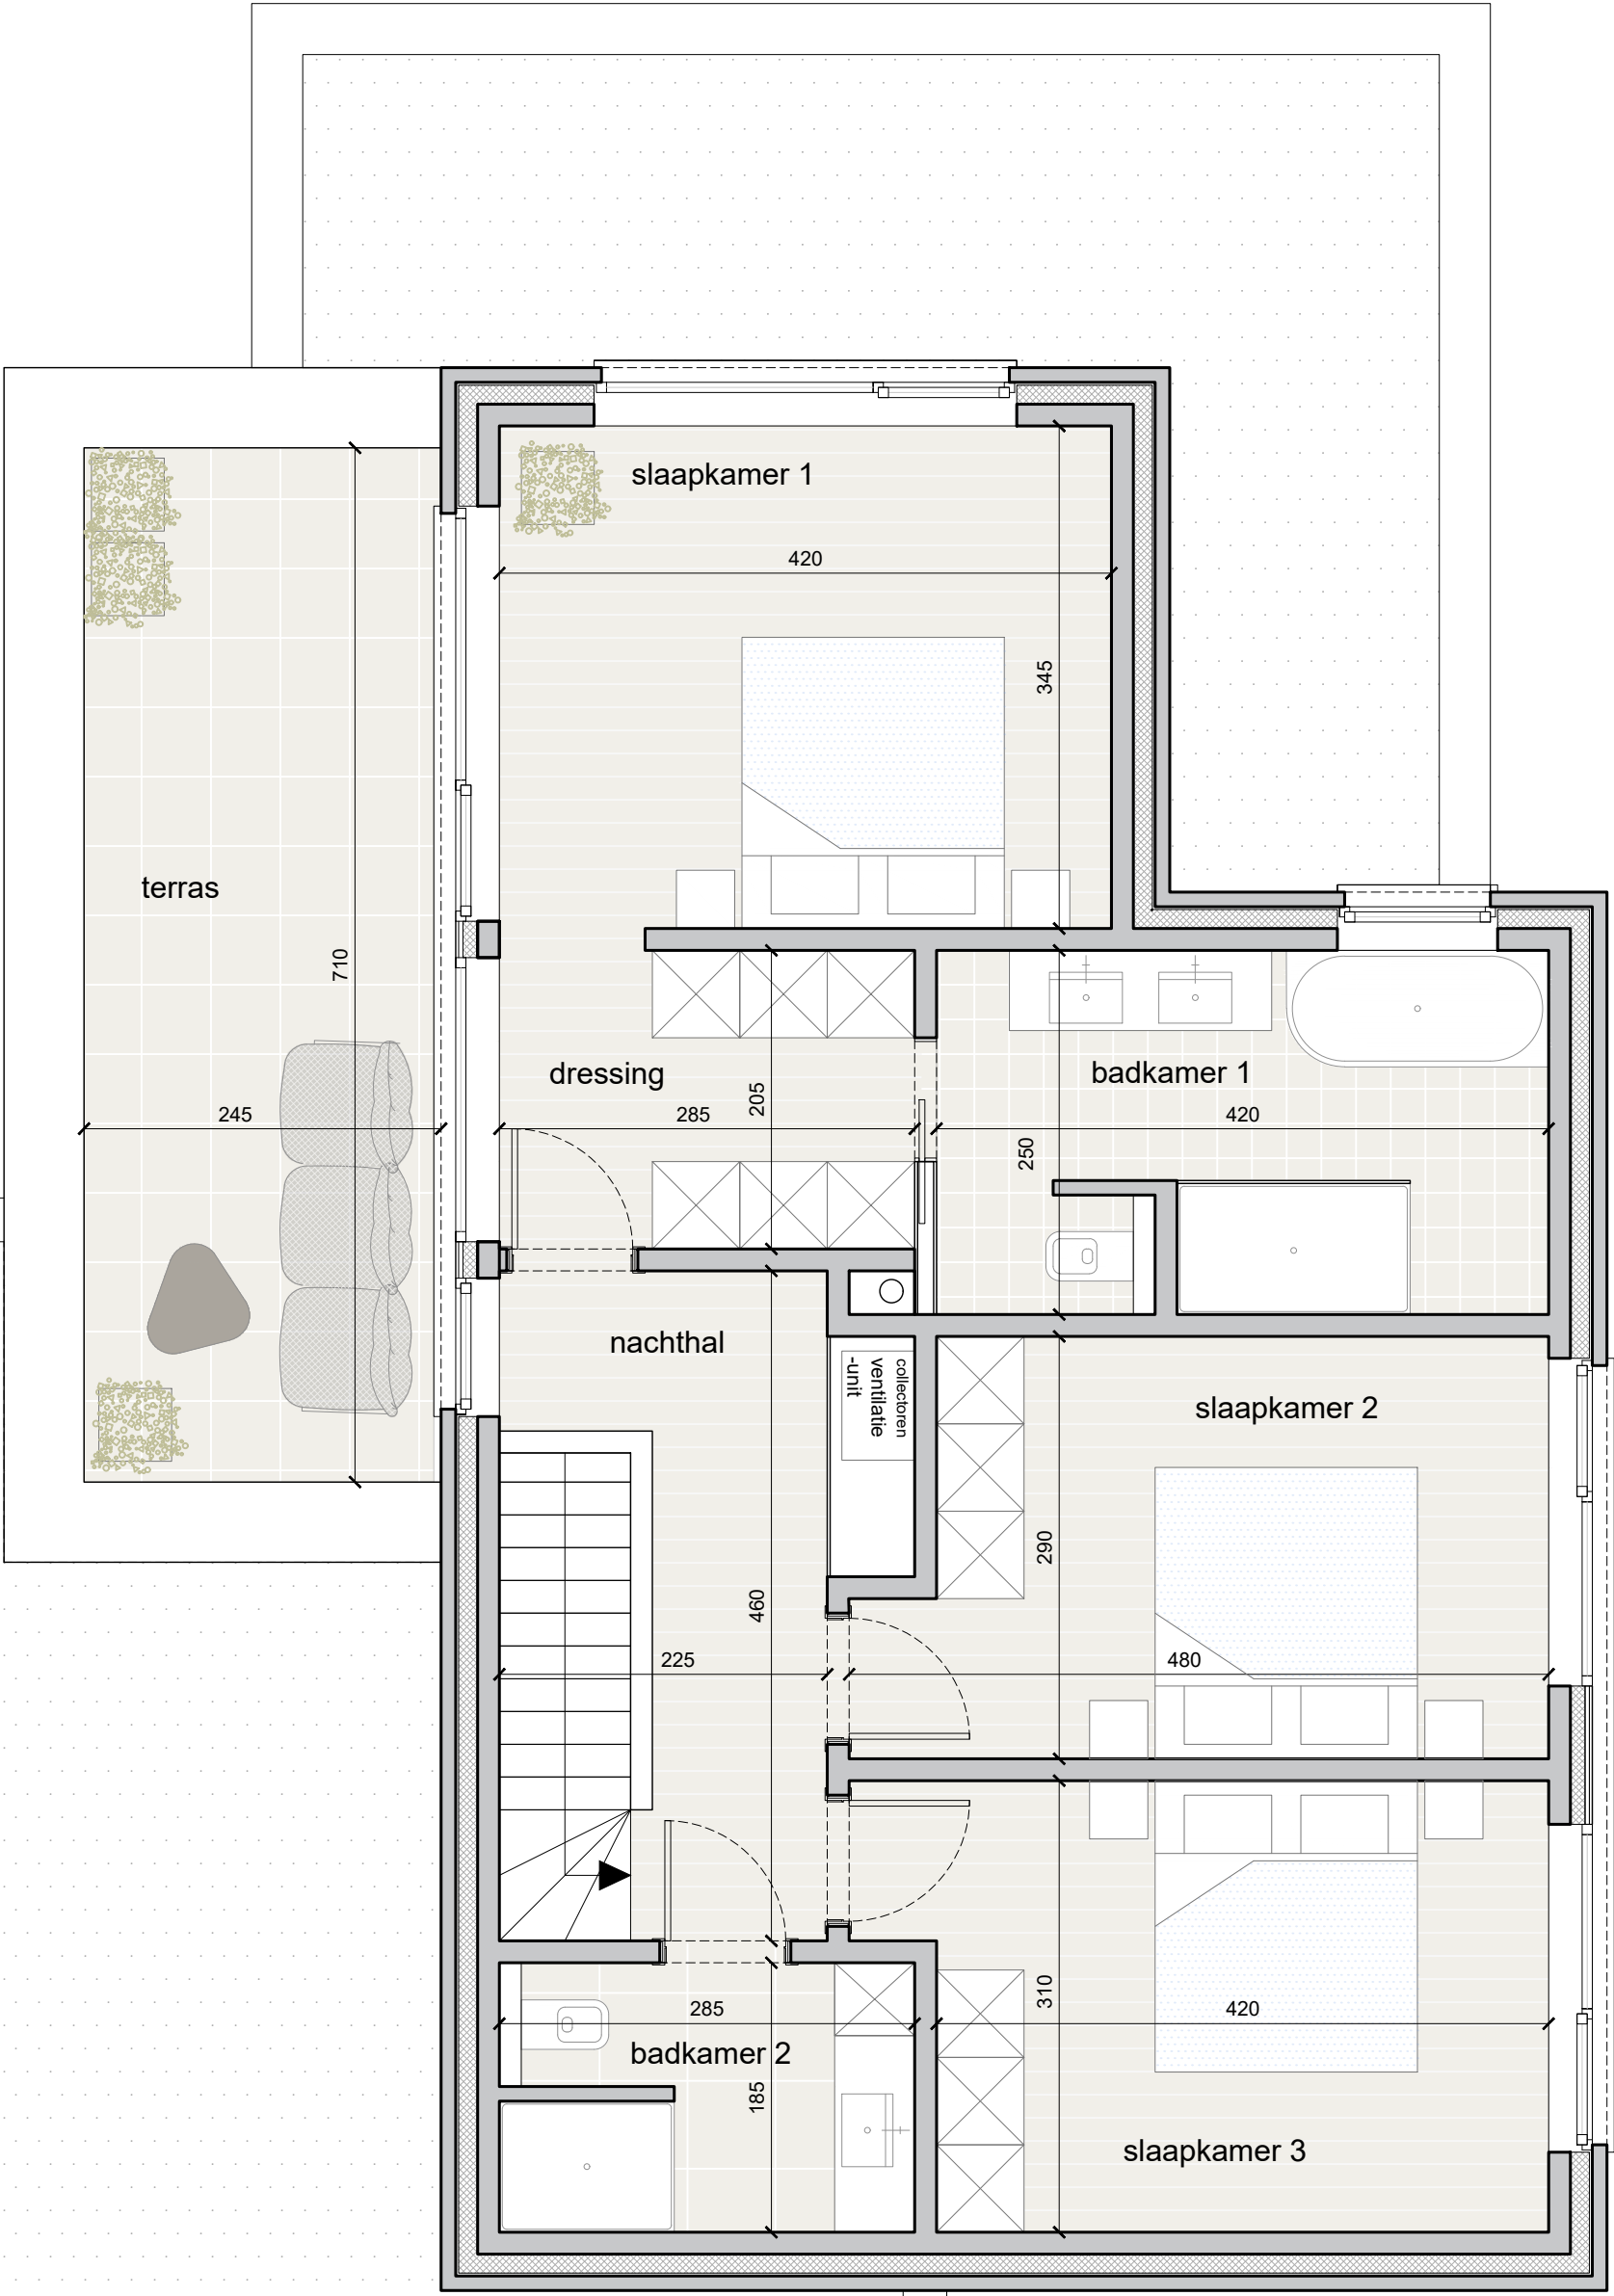 slaapkamer 1
420
345
terras
710
dressing
badkamer 1
245
285
205
420
250
nachthal
collectoren
ventilatie
-unit
slaapkamer 2
290
460
225
480
310
285
420
badkamer 2
185
slaapkamer 3